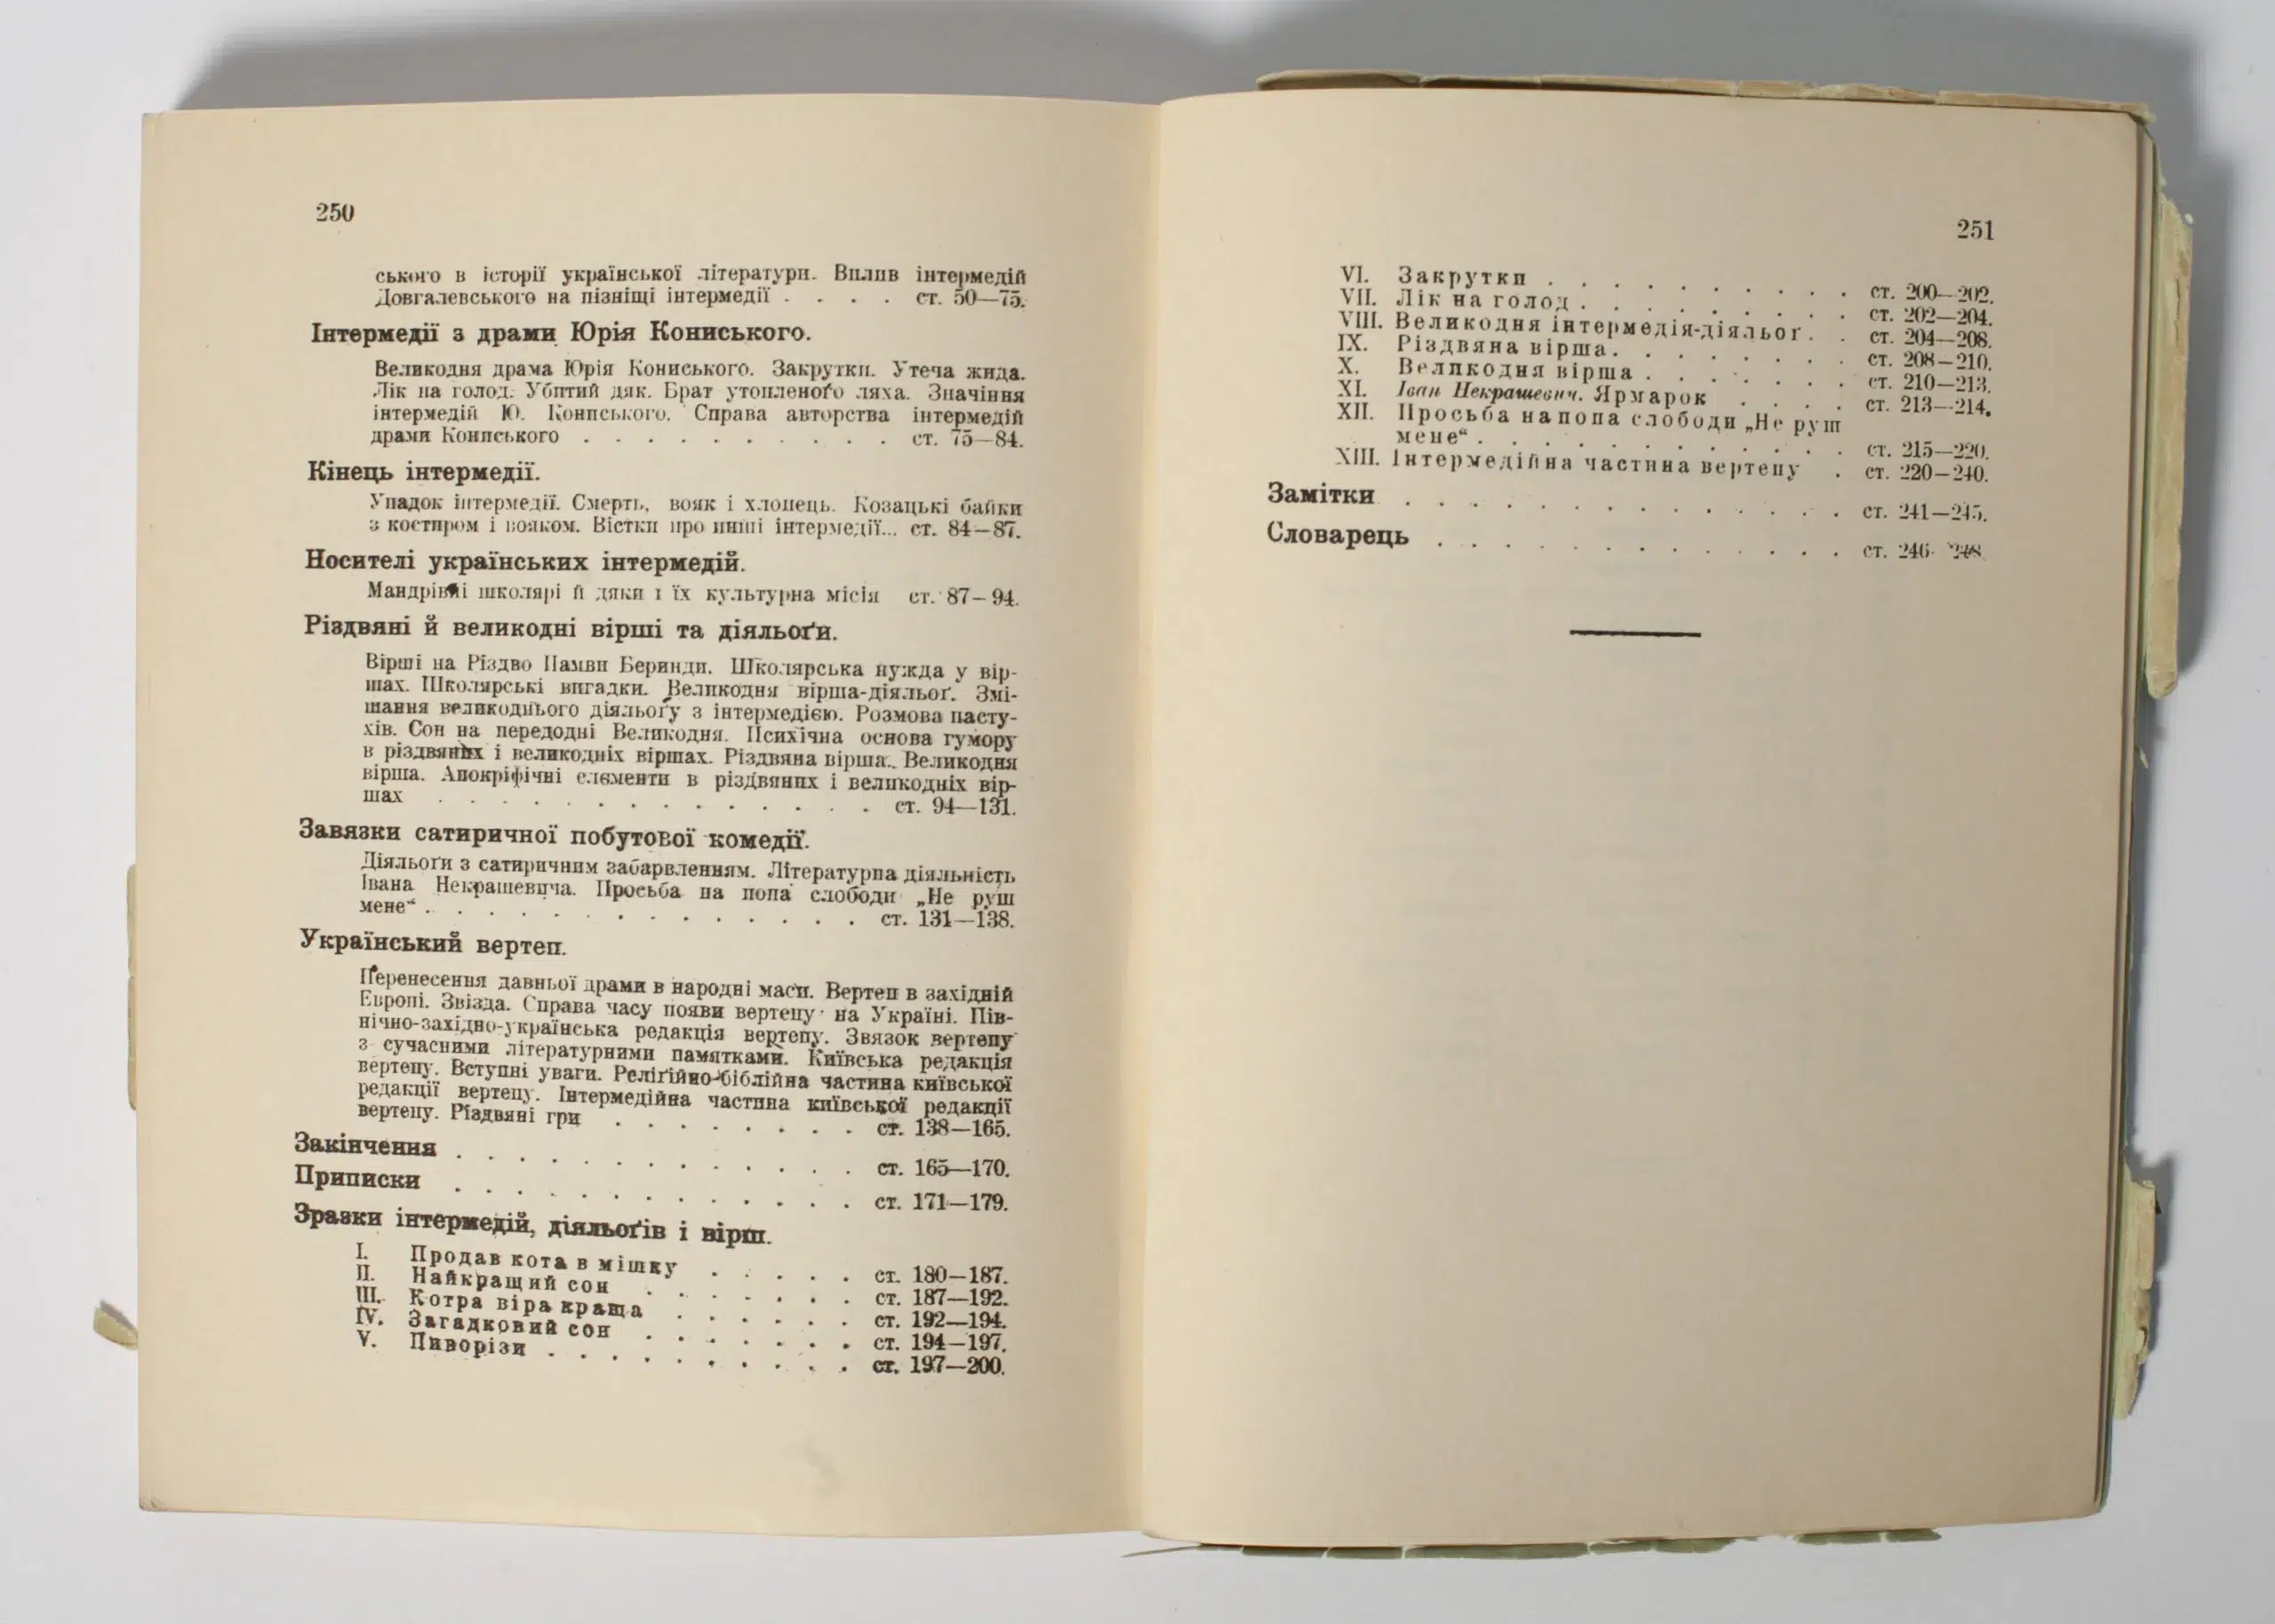 250
ського в історії української літератури. Вплив інтермедій
Довгалевського на пізніщі інтермедії . . . . ст. 50—75.
Інтермедії з драми Юрія Кониського.
Великодня драма Юрія Кониського. Закрутки. Утеча жида.
Лік на голод. Убитий дяк. Брат утопленоґо ляха. Значіння
інтермедій Ю. Кониського. Справа авторства інтермедій
драми Кониського . . . . . . . . . . ст. 75—84.
Кінець інтермедії.
Упадок інтермедії. Смерть, вояк і хлопець. Козацькі байки
з костиром і вояком. Вістки про инші інтермедії... ст. 84—87.
Носителі українських інтермедій.
Мандрівні школярі й дяки і їх культурна місія ст. 87—94.
Різдвяні й великодні вірші та діяльоґи.
Вірші на Різдво Памви Беринди. Школярська нужда у вір-
шах. Школярські вигадки. Великодня вірша-діяльоґ. Змі-
шання великоднього діяльоґу з інтермедією. Розмова пасту-
хів. Сон на передодні Великодня. Психічна основа гумору
в різдвяних і великодніх віршах. Різдвяна вірша. Великодня
вірша. Апокріфічні елєменти в різдвяних і великодніх вір-
шах . . . . . . . . . . . . . . ст. 94—131.
Завязки сатиричної побутової комедії.
Діяльоґи з сатиричним забарвленням. Літературна діяльність
Івана Некрашевича. Просьба на попа слободи „Не руш
мене“ . . . . . . . . . . . . . . ст. 131—138.
Український вертеп.
Перенесення давньої драми в народні маси. Вертеп в західній
Европі. Звізда. Справа часу появи вертепу на Україні. Пів-
нічно-західно-українська редакція вертепу. Звязок вертепу
з сучасними літературними памятками. Київська редакція
вертепу. Вступні уваги. Реліґійно-біблійна частина київської
редакції вертепу. Інтермедійна частина київської редакції
вертепу. Різдвяні гри . . . . . . . . ст. 138—165.
Закінчення . . . . . . . . . . . . . ст. 165—170.
Приписки . . . . . . . . . . . . . ст. 171—179.
Зразки інтермедій, діяльоґів і вірш.
I. Продав кота в мішку . . . . . ст. 180—187.
II. Найкращий сон . . . . . . . ст. 187—192.
III. Котра віра краща . . . . . . ст. 192—194.
IV. Загадковий сон . . . . . . . ст. 194—197.
V. Пиворізи . . . . . . . . . . ст. 197—200.
251
VI. Закрутки . . . . . . . . . . ст. 200—202.
VII. Лік на голод . . . . . . . . . ст. 202—204.
VIII. Великодня інтермедія-діяльоґ . . ст. 204—208.
IX. Різдвяна вірша . . . . . . . . ст. 208—210.
X. Великодня вірша . . . . . . . ст. 210—213.
XI. Іван Некрашевич. Ярмарок . . . . ст. 213—214.
XII. Просьба на попа слободи „Не руш
мене“ . . . . . . . . . . . . ст. 215—220.
XIII. Інтермедійна частина вертепу . ст. 220—240.
Замітки . . . . . . . . . . . . . . ст. 241—245.
Словарець . . . . . . . . . . . . . ст. 246—248.